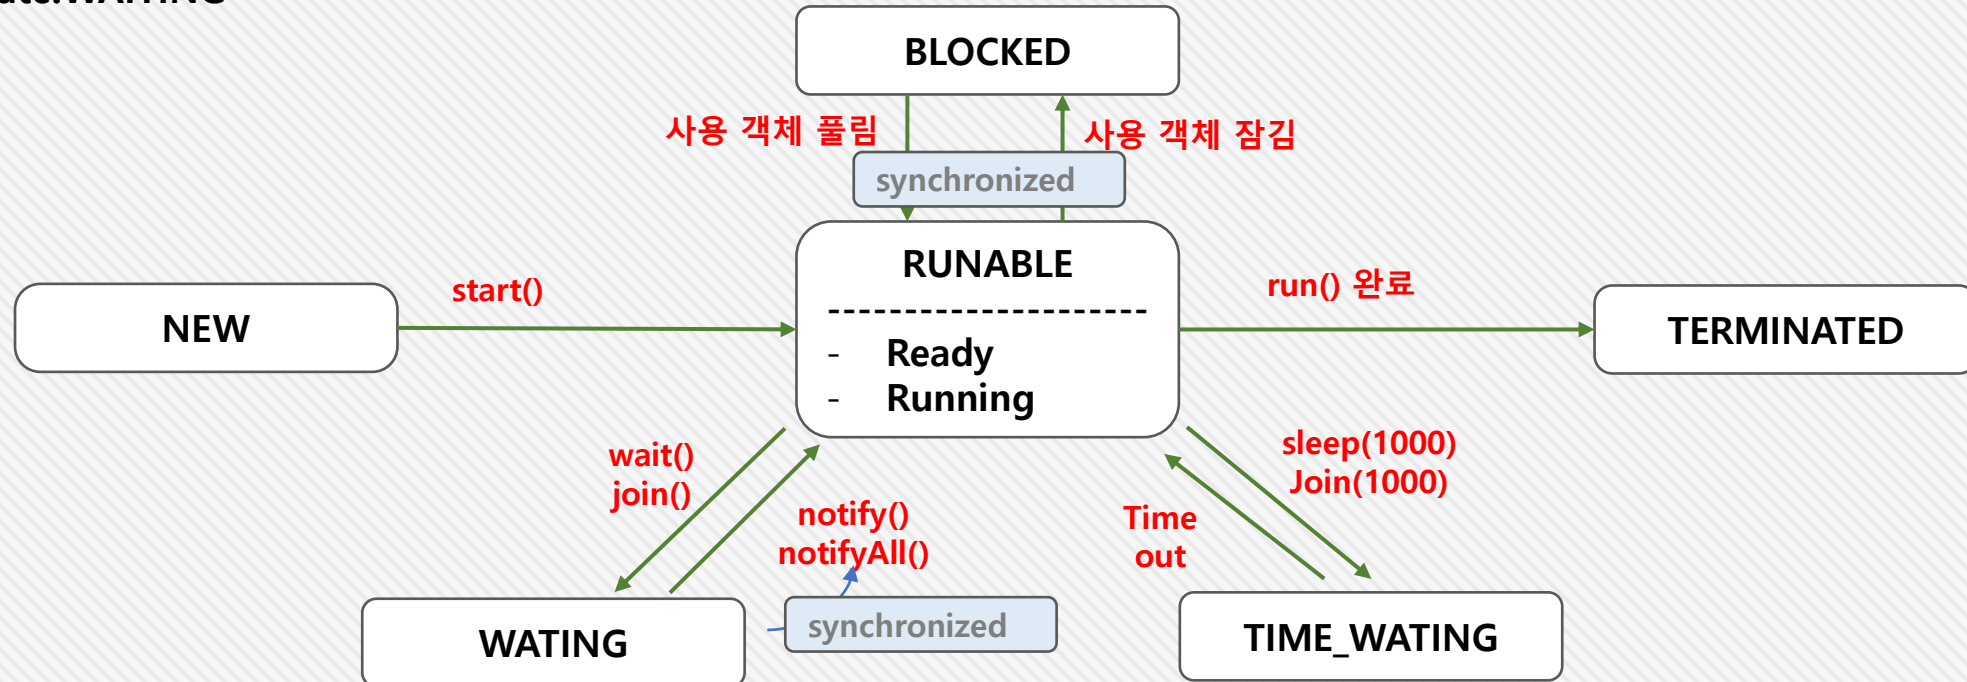 BLOCKED
사용 객체 풀림
사용 객체 잠김
synchronized
RUNABLE
---------------------
- Ready
- Running
NEW
start()
run() 완료
TERMINATED
wait()
join()
notify()
notifyAll()
synchronized
WATING
sleep(1000)
Join(1000)
Time
out
TIME_WATING